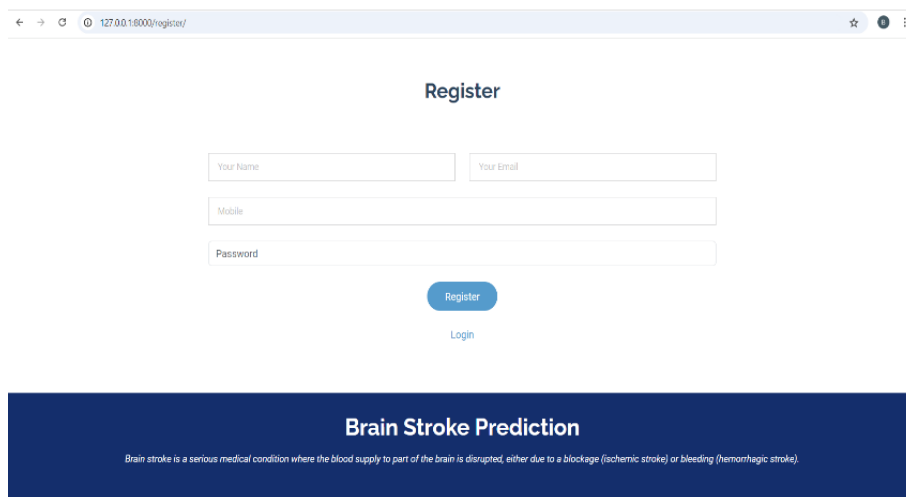 127.0.0.1:8000/register/
Register
Your Name
Your Email
Mobile
Password
Register
Login
Brain Stroke Prediction
Brain stroke is a serious medical condition where the blood supply to part of the brain is disrupted, either due to a blockage (ischemic stroke) or bleeding (hemorrhagic stroke).